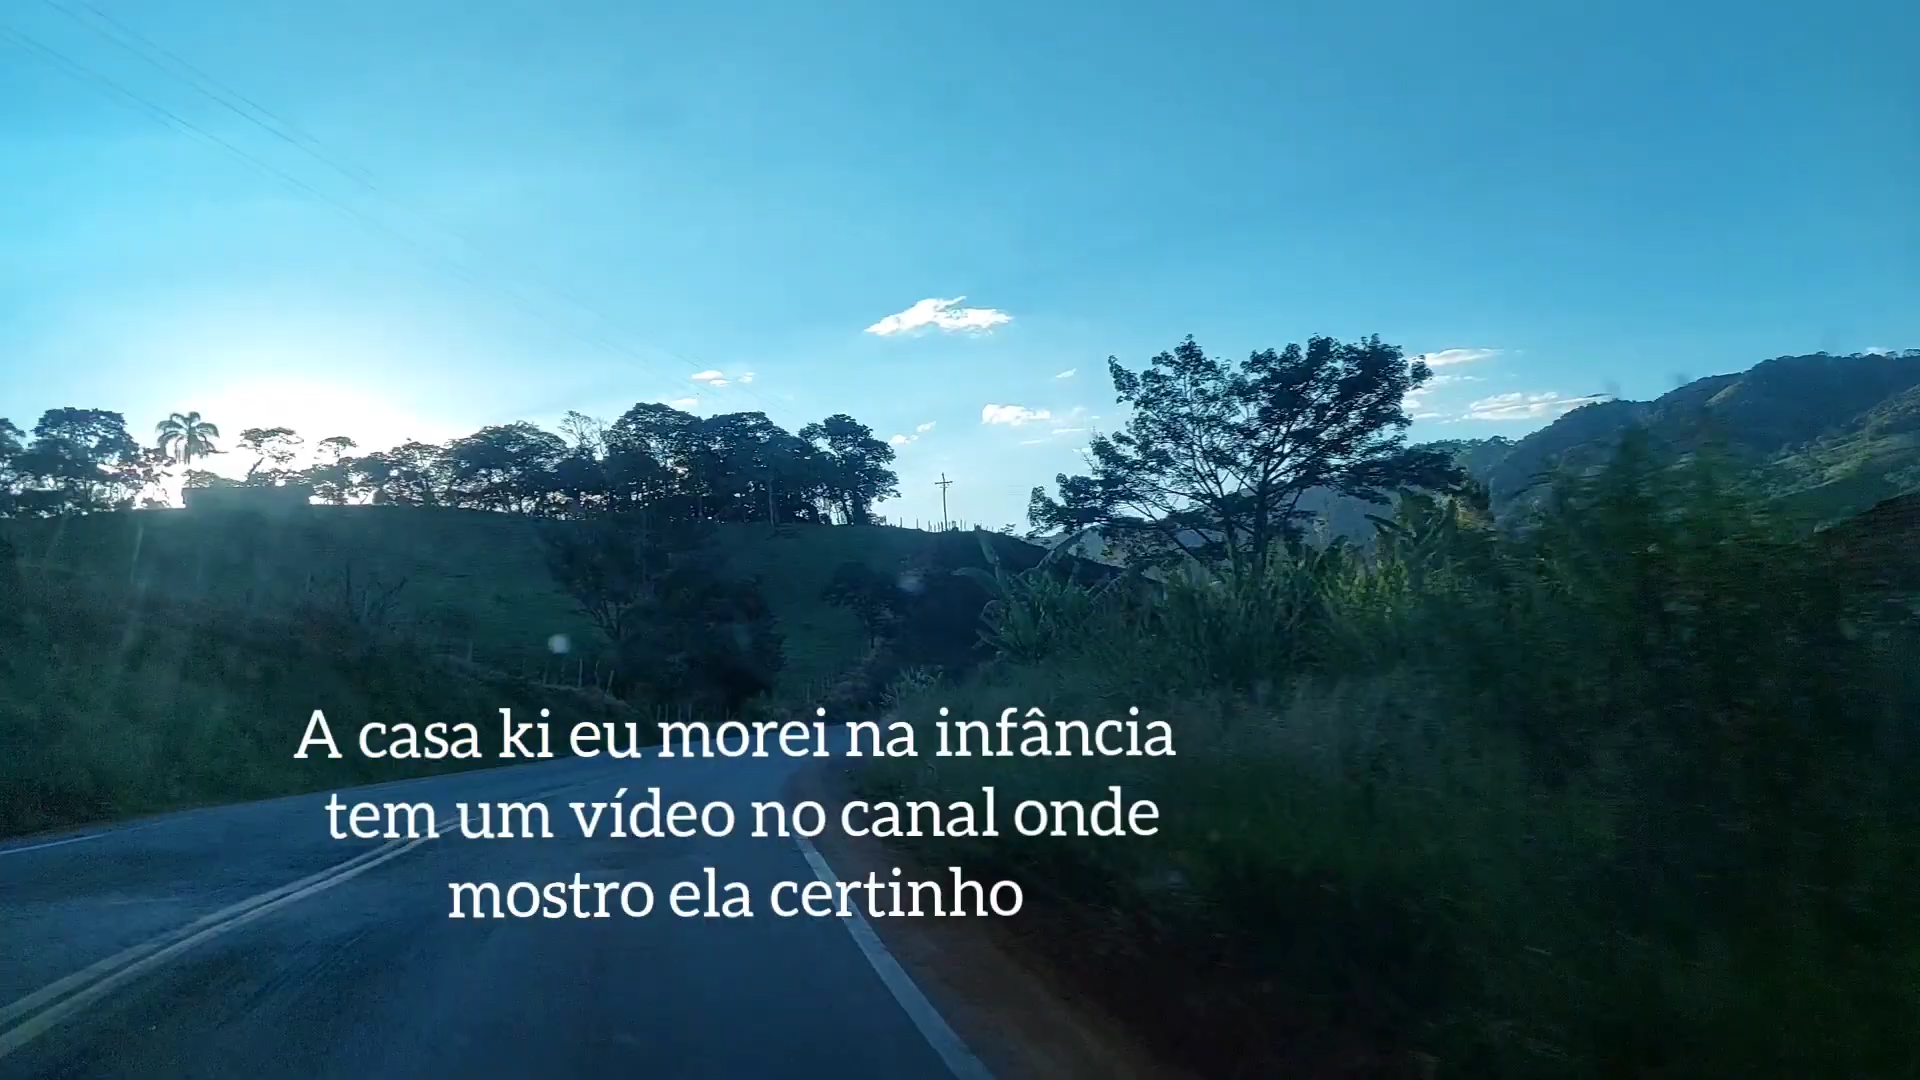 A casa ki eu morei na infância
tem um vídeo no canal onde
mostro ela certinho